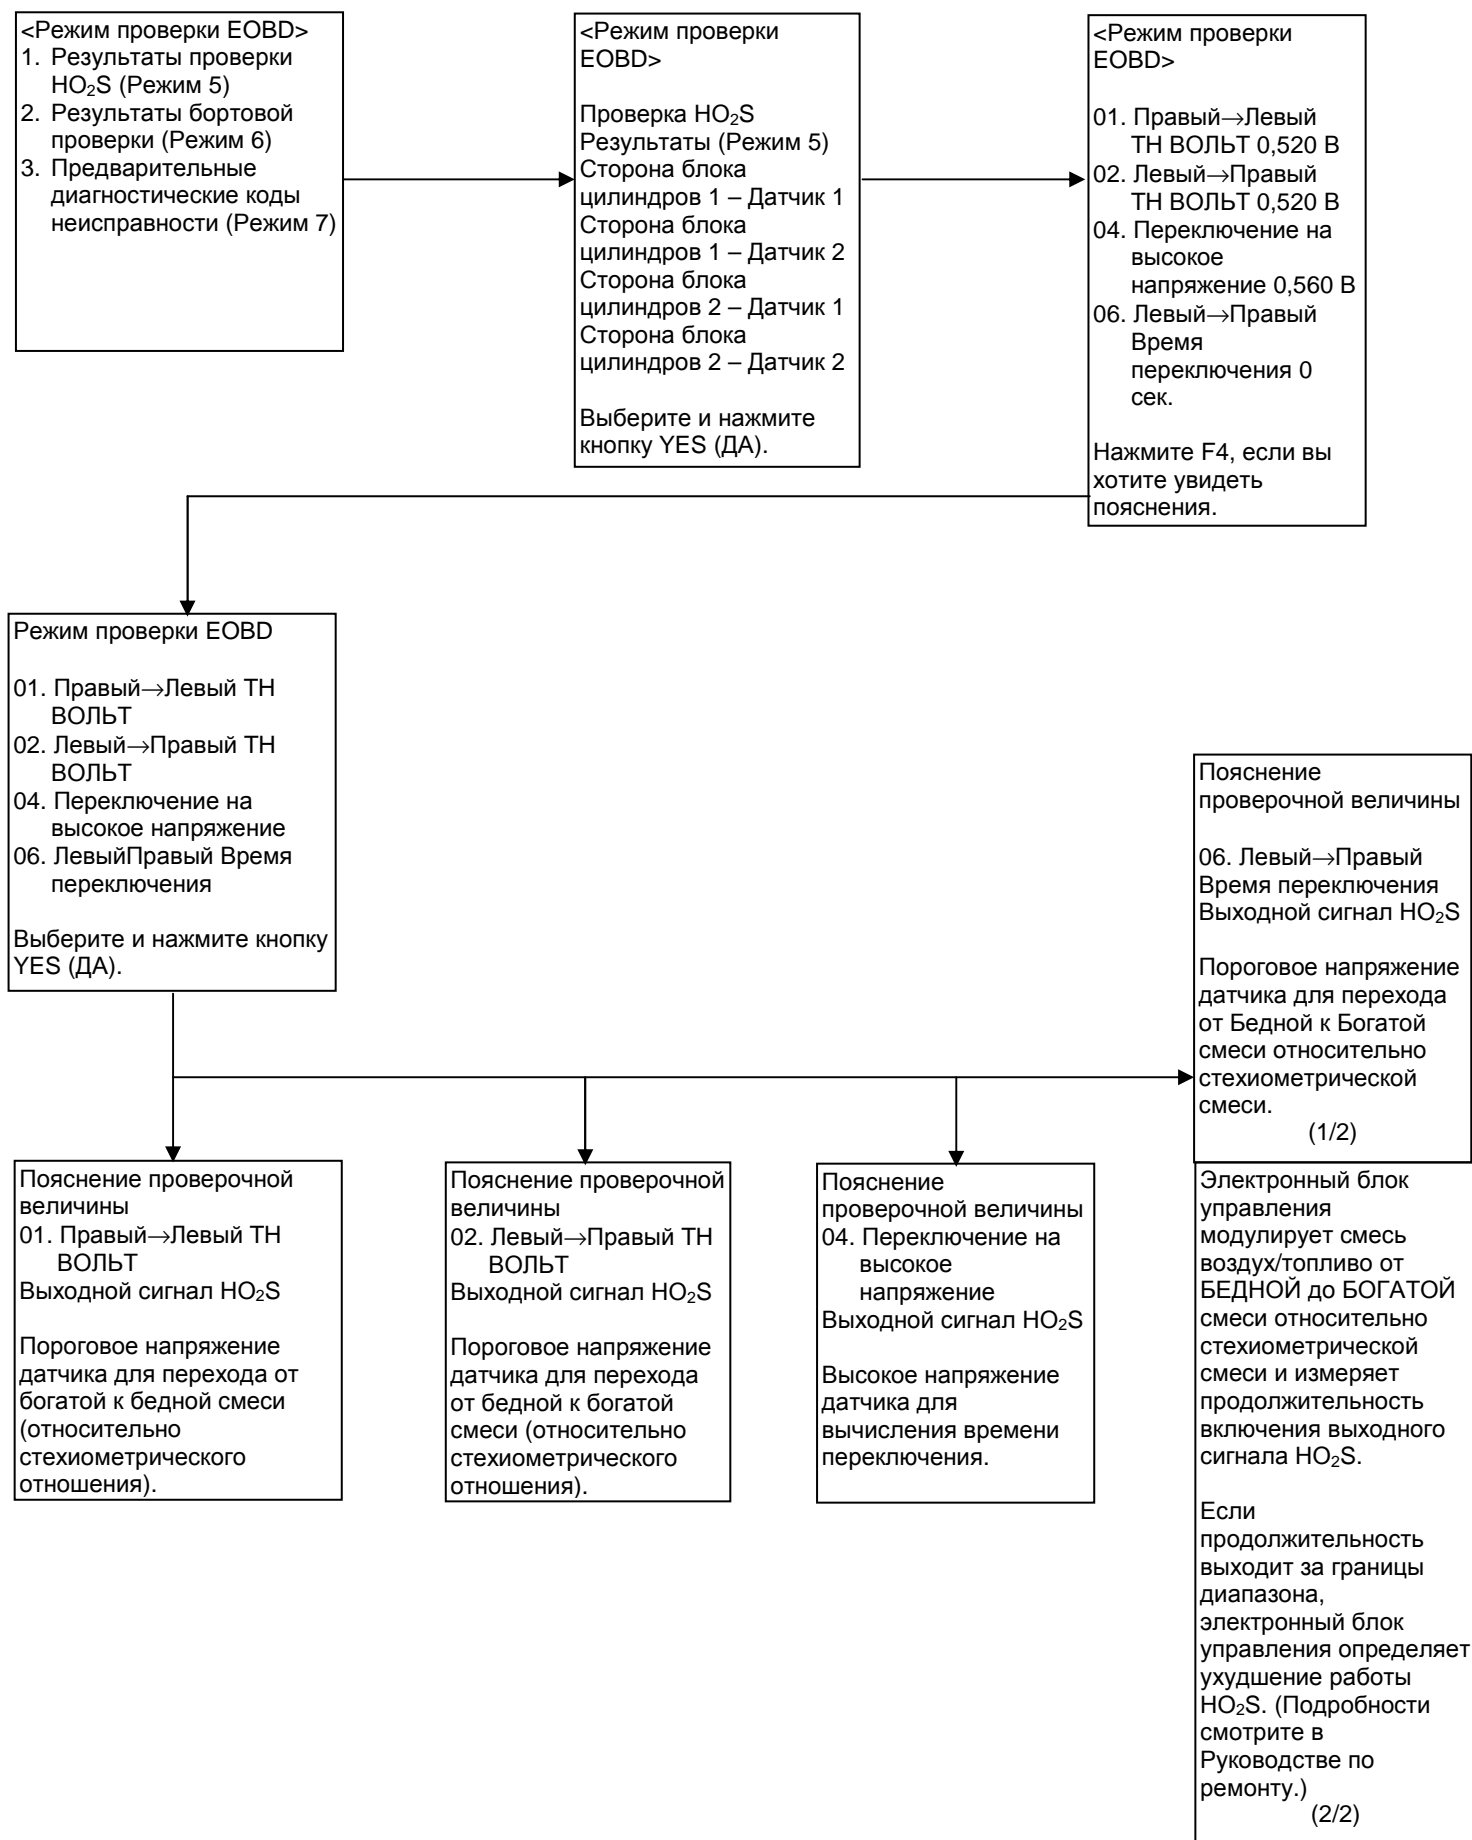 <Режим проверки EOBD>
1. Результаты проверки
HO₂S (Режим 5)
2. Результаты бортовой
проверки (Режим 6)
3. Предварительные
диагностические коды
неисправности (Режим 7)
<Режим проверки
EOBD>
Проверка HO₂S
Результаты (Режим 5)
Сторона блока
цилиндров 1 – Датчик 1
Сторона блока
цилиндров 1 – Датчик 2
Сторона блока
цилиндров 2 – Датчик 1
Сторона блока
цилиндров 2 – Датчик 2
Выберите и нажмите
кнопку YES (ДА).
<Режим проверки
EOBD>
01. Правый→Левый
ТН ВОЛЬТ 0,520 В
02. Левый→Правый
ТН ВОЛЬТ 0,520 В
04. Переключение на
высокое
напряжение 0,560 В
06. Левый→Правый
Время
переключения 0
сек.
Нажмите F4, если вы
хотите увидеть
пояснения.
Режим проверки EOBD
01. Правый→Левый ТН
ВОЛЬТ
02. Левый→Правый ТН
ВОЛЬТ
04. Переключение на
высокое напряжение
06. ЛевыйПравый Время
переключения
Выберите и нажмите кнопку
YES (ДА).
Пояснение
проверочной величины
06. Левый→Правый
Время переключения
Выходной сигнал HO₂S
Пороговое напряжение
датчика для перехода
от Бедной к Богатой
смеси относительно
стехиометрической
смеси.
(1/2)
Пояснение проверочной
величины
01. Правый→Левый ТН
ВОЛЬТ
Выходной сигнал HO₂S
Пороговое напряжение
датчика для перехода от
богатой к бедной смеси
(относительно
стехиометрического
отношения).
Пояснение проверочной
величины
02. Левый→Правый ТН
ВОЛЬТ
Выходной сигнал HO₂S
Пороговое напряжение
датчика для перехода
от бедной к богатой
смеси (относительно
стехиометрического
отношения).
Пояснение
проверочной величины
04. Переключение на
высокое
напряжение
Выходной сигнал HO₂S
Высокое напряжение
датчика для
вычисления времени
переключения.
Электронный блок
управления
модулирует смесь
воздух/топливо от
БЕДНОЙ до БОГАТОЙ
смеси относительно
стехиометрической
смеси и измеряет
продолжительность
включения выходного
сигнала HO₂S.
Если
продолжительность
выходит за границы
диапазона,
электронный блок
управления определяет
ухудшение работы
HO₂S. (Подробности
смотрите в
Руководстве по
ремонту.)
(2/2)